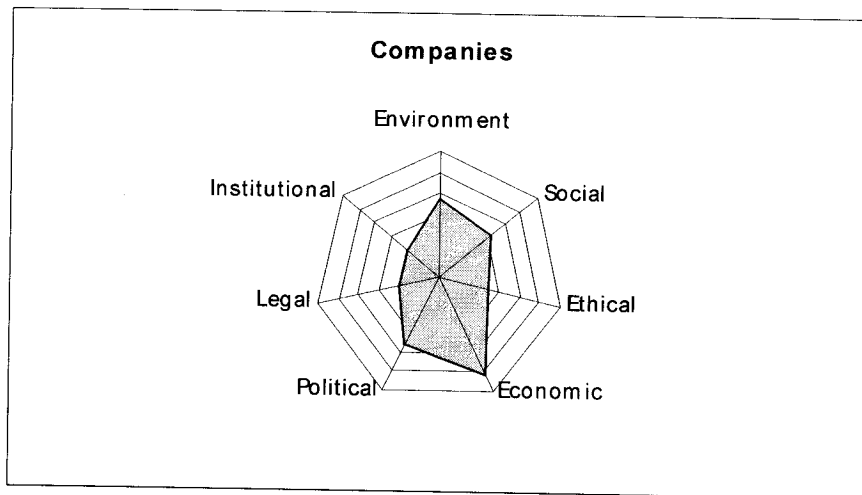 Companies
Environment
Institutional
Social
Legal
Ethical
Political
Economic